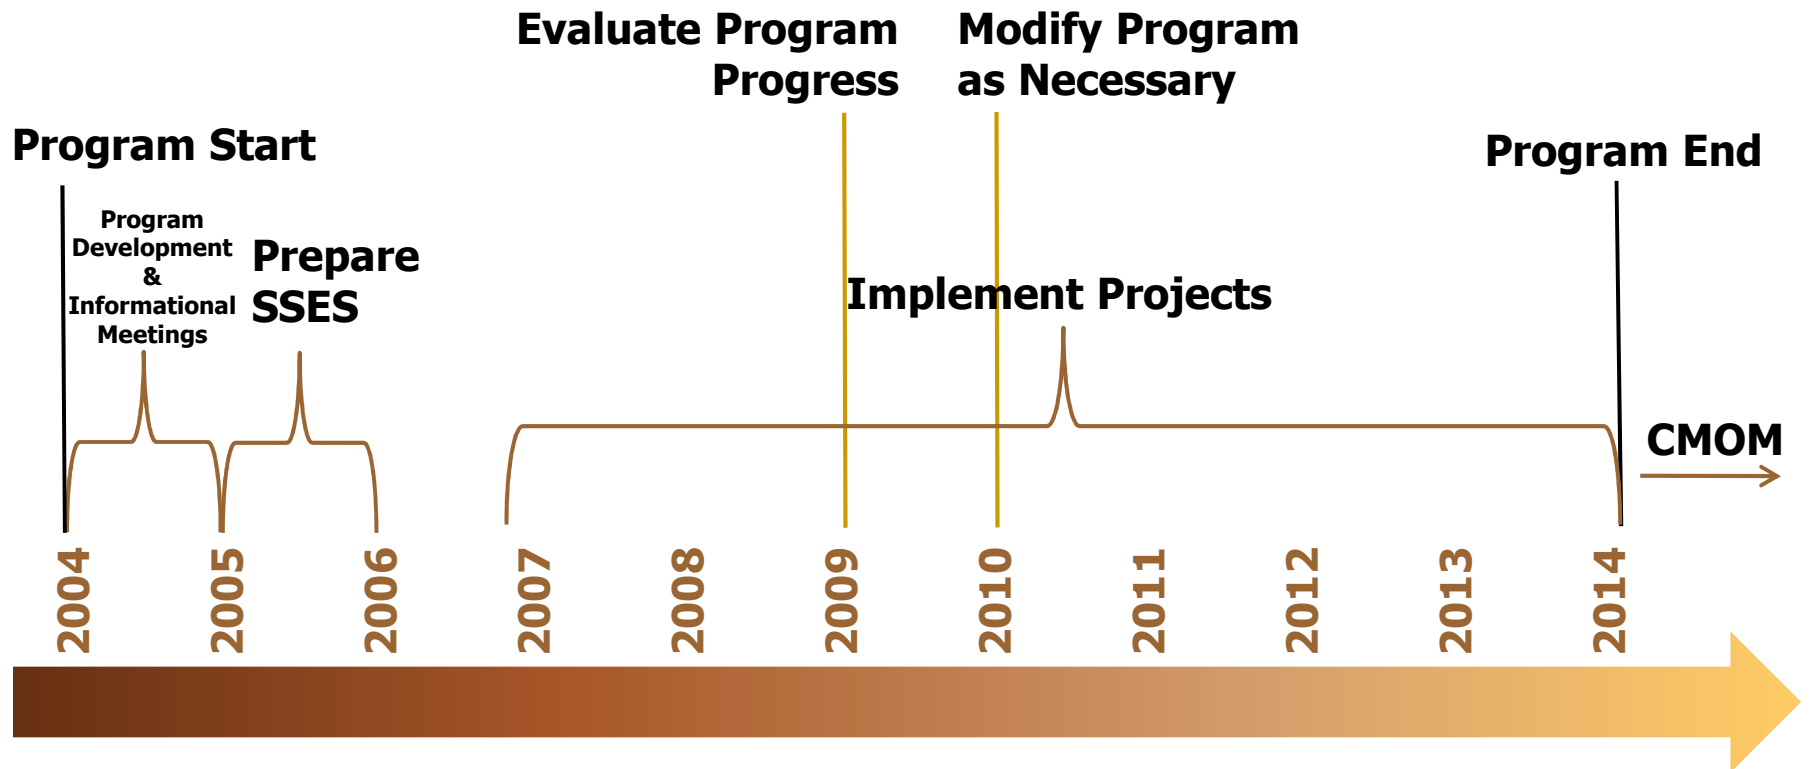 Evaluate Program
Progress
Modify Program
as Necessary
Program Start
Program End
Program
Development
&
Informational
Meetings
Prepare
SSES
Implement Projects
CMOM
2004
2005
2006
2007
2008
2009
2010
2011
2012
2013
2014